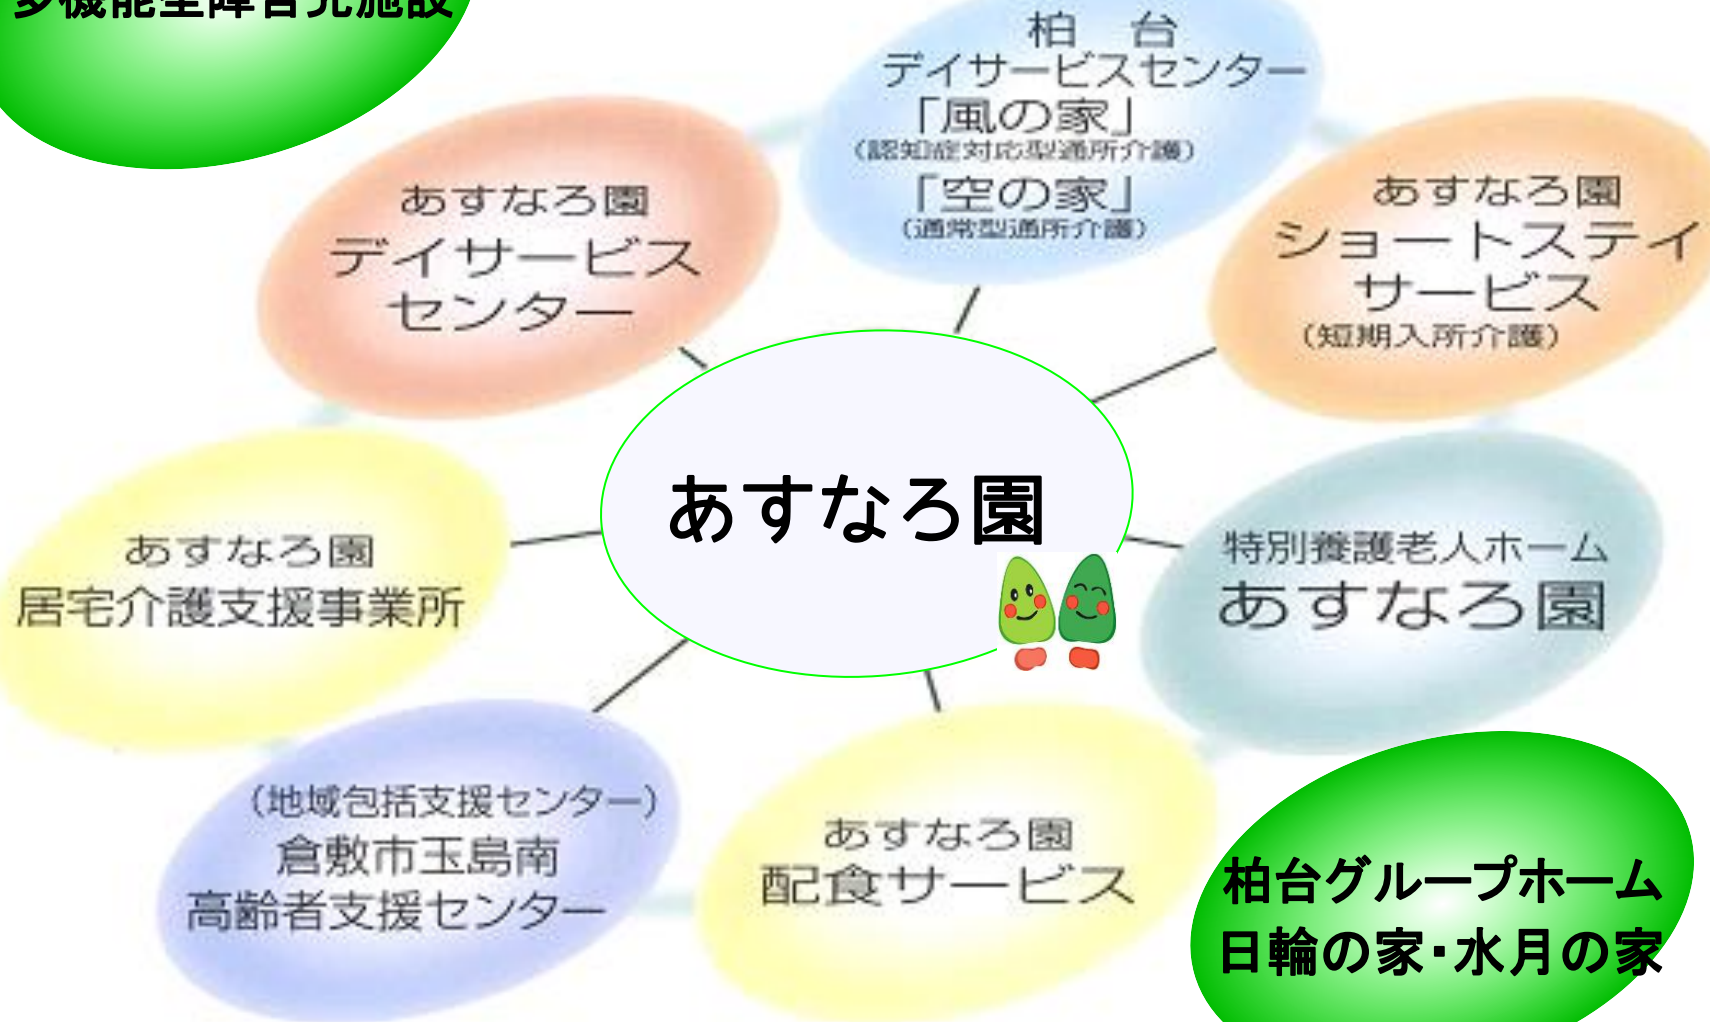 多機能型障害児施設
柏 台
デイサービスセンター
「風の家」
(認知症対応型通所介護)
「空の家」
(通常型通所介護)
あすなろ園
デイサービス
センター
あすなろ園
ショートステイ
サービス
(短期入所介護)
あすなろ園
あすなろ園
居宅介護支援事業所
特別養護老人ホーム
あすなろ園
(地域包括支援センター)
倉敷市玉島南
高齢者支援センター
あすなろ園
配食サービス
柏台グループホーム
日輪の家・水月の家